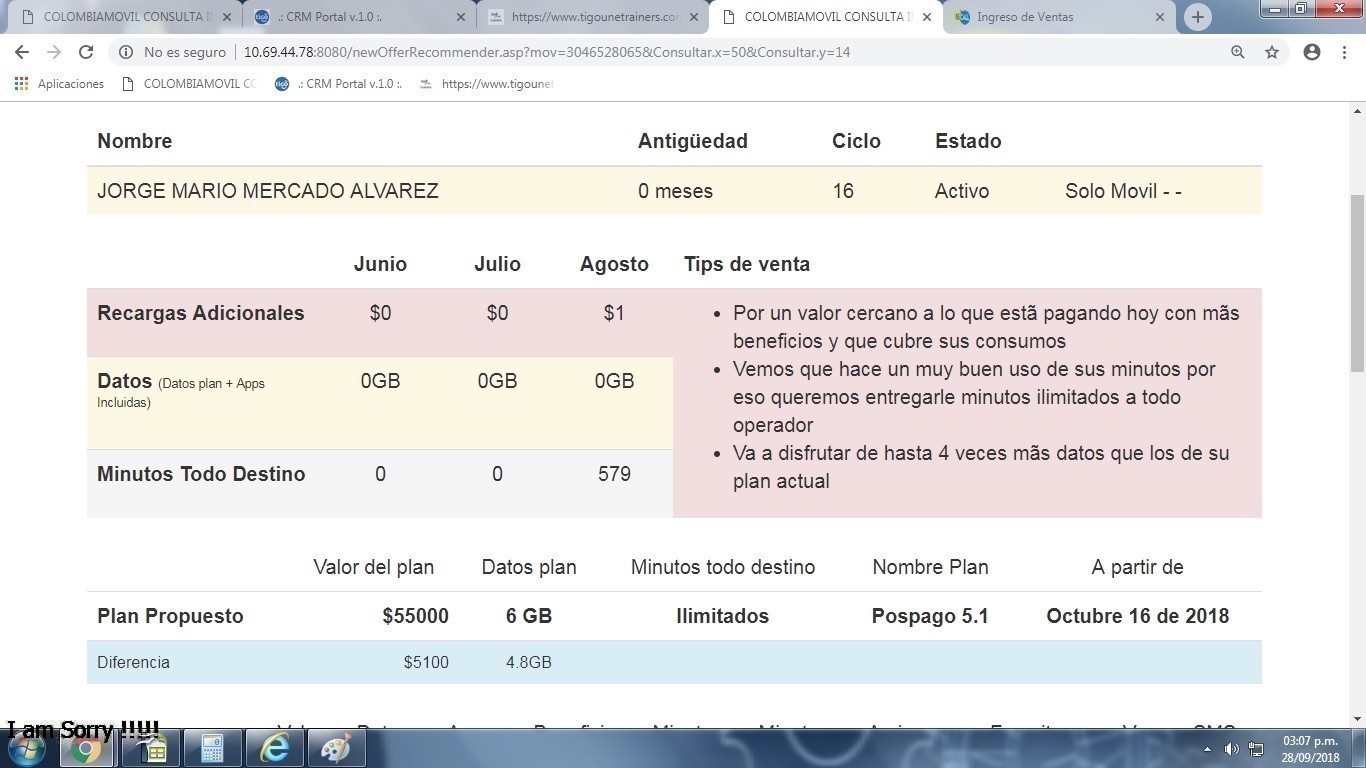 COLOMBIAMOVIL CONSULTA I
.: CRM Portal v.1.0 :.
https://www.tigounetrainers.co
COLOMBIAMOVIL CONSULTA I
Ingreso de Ventas
No es seguro 10.69.44.78:8080/newOfferRecommender.asp?mov=3046528065&Consultar.x=50&Consultar.y=14
Aplicaciones COLOMBIAMOVIL CO .: CRM Portal v.1.0 :. https://www.tigoune
Nombre Antigüedad Ciclo Estado
JORGE MARIO MERCADO ALVAREZ 0 meses 16 Activo Solo Movil - -
Junio Julio Agosto Tips de venta
Recargas Adicionales $0 $0 $1
Datos (Datos plan + Apps Incluidas) 0GB 0GB 0GB
Minutos Todo Destino 0 0 579
• Por un valor cercano a lo que estã pagando hoy con mãs
beneficios y que cubre sus consumos
• Vemos que hace un muy buen uso de sus minutos por
eso queremos entregarle minutos ilimitados a todo
operador
• Va a disfrutar de hasta 4 veces mãs datos que los de su
plan actual
Valor del plan Datos plan Minutos todo destino Nombre Plan A partir de
Plan Propuesto $55000 6 GB Ilimitados Pospago 5.1 Octubre 16 de 2018
Diferencia $5100 4.8GB
I am Sorry !!!!!
03:07 p.m.
28/09/2018